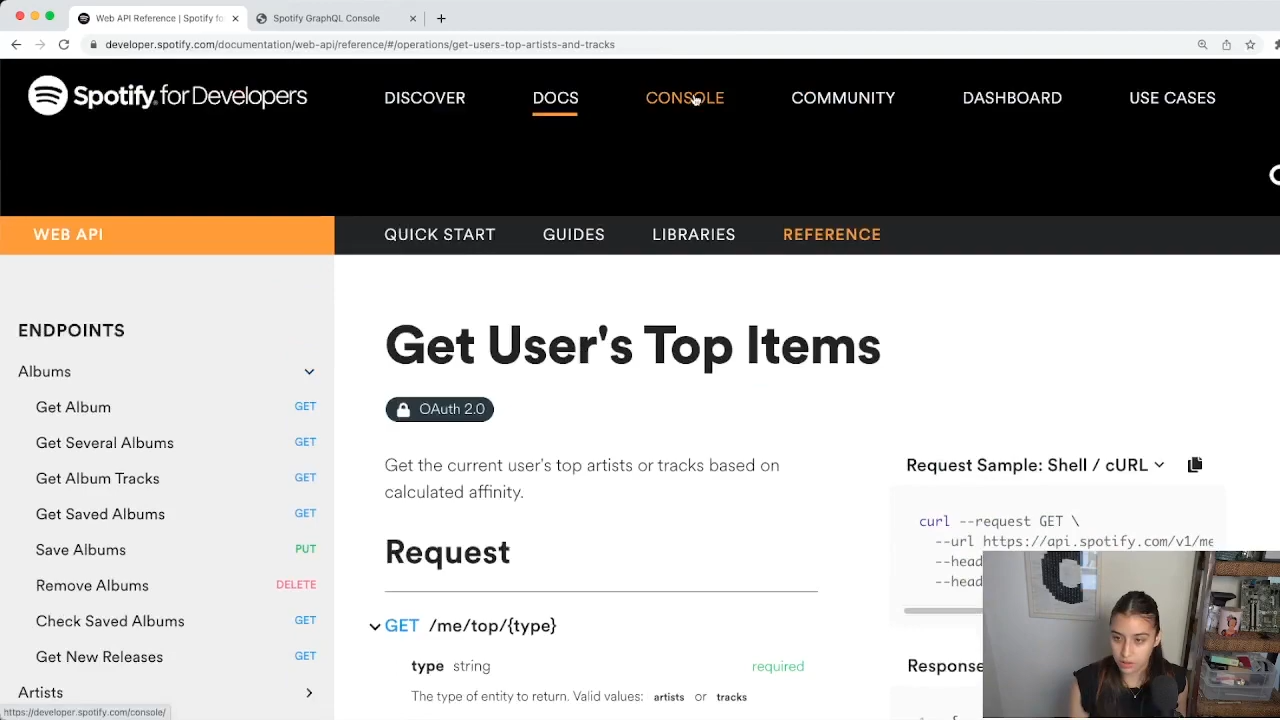 Web API Reference | Spotify fo
Spotify GraphQL Console
developer.spotify.com/documentation/web-api/reference/#/operations/get-users-top-artists-and-tracks
Spotify for Developers
DISCOVER
DOCS
CONSOLE
COMMUNITY
DASHBOARD
USE CASES
WEB API
QUICK START
GUIDES
LIBRARIES
REFERENCE
ENDPOINTS
Albums
Get Album GET
Get Several Albums GET
Get Album Tracks GET
Get Saved Albums GET
Save Albums PUT
Remove Albums DELETE
Check Saved Albums GET
Get New Releases GET
Artists
https://developer.spotify.com/console/
Get User's Top Items
OAuth 2.0
Get the current user's top artists or tracks based on
calculated affinity.
Request
GET /me/top/{type}
type string required
The type of entity to return. Valid values: artists or tracks
Request Sample: Shell / cURL
curl --request GET \
--url https://api.spotify.com/v1/me
--head
--head
Response